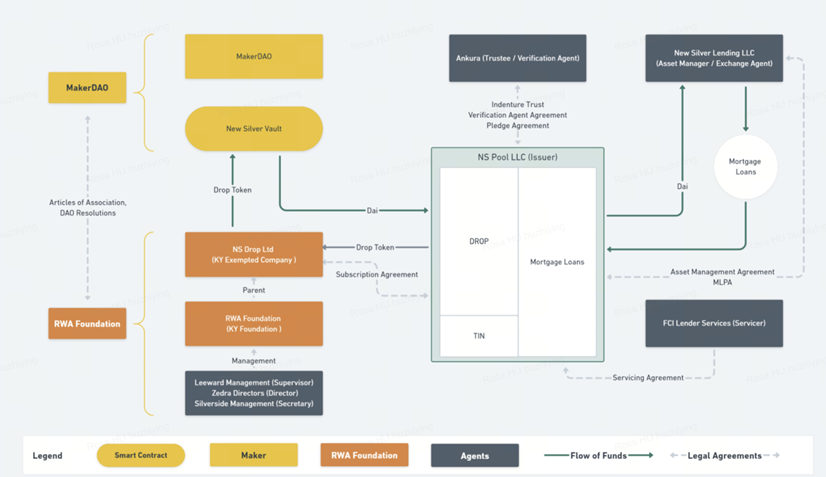 MakerDAO
MakerDAO
New Silver Vault
Drop Token
Dai
Articles of Association,
DAO Resolutions
NS Drop Ltd
(KY Exempted Company )
Drop Token
Subscription Agreement
Parent
RWA Foundation
RWA Foundation
(KY Foundation )
Management
Leeward Management (Supervisor)
Zedra Directors (Director)
Silverside Management (Secretary)
Ankura (Trustee / Verification Agent)
Indenture Trust
Verification Agent Agreement
Pledge Agreement
NS Pool LLC (Issuer)
DROP
TIN
Mortgage Loans
New Silver Lending LLC
(Asset Manager / Exchange Agent)
Dai
Mortgage
Loans
Asset Management Agreement
MLPA
FCI Lender Services (Servicer)
Servicing Agreement
Legend
Smart Contract
Maker
RWA Foundation
Agents
Flow of Funds
Legal Agreements